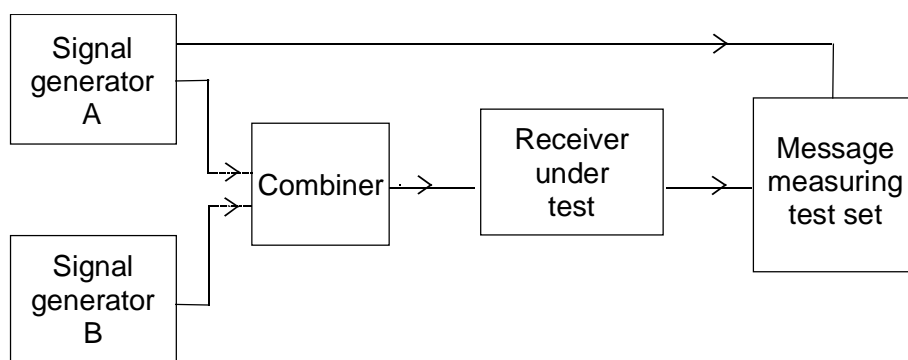 Signal
generator
A
Combiner
Receiver
under
test
Message
measuring
test set
Signal
generator
B